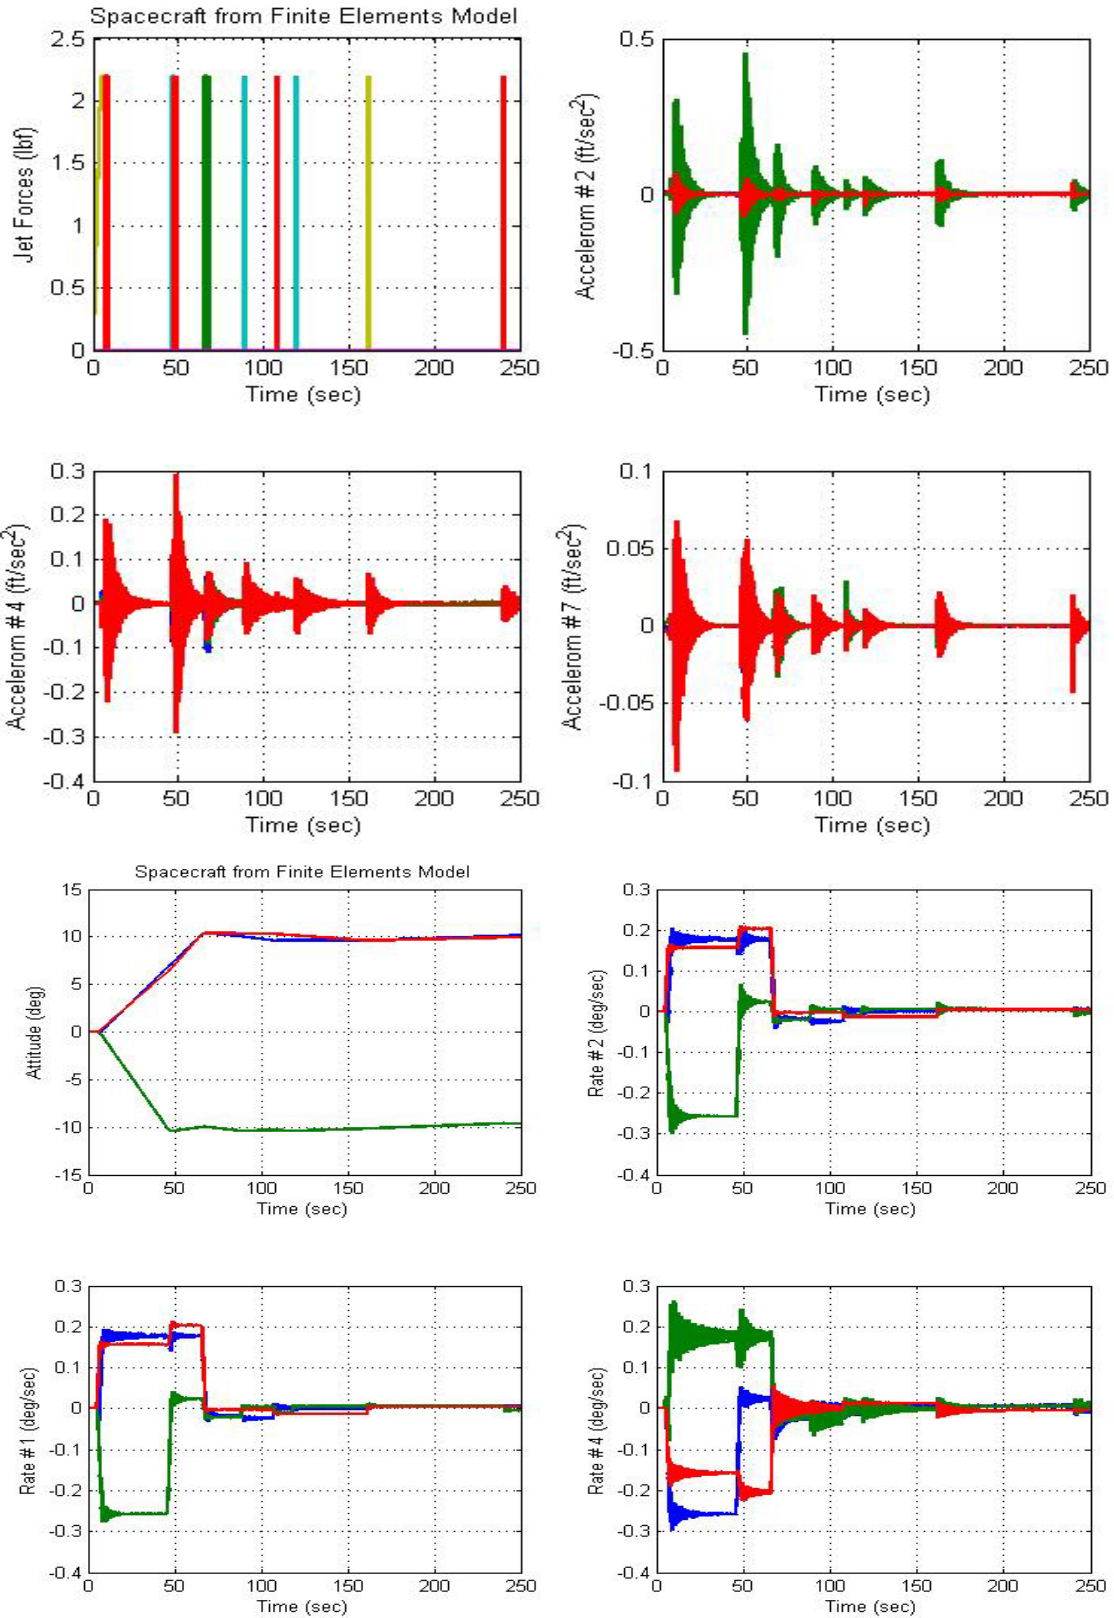 Spacecraft from Finite Elements Model
2.5
2
1.5
1
0.5
0
Jet Forces (lbf)
0 50 100 150 200 250
Time (sec)
0.5
0
-0.5
Accelerom #2 (ft/sec²)
0 50 100 150 200 250
Time (sec)
0.3
0.2
0.1
0
-0.1
-0.2
-0.3
-0.4
Accelerom #4 (ft/sec²)
0 50 100 150 200 250
Time (sec)
0.1
0.05
0
-0.05
-0.1
Accelerom #7 (ft/sec²)
0 50 100 150 200 250
Time (sec)
Spacecraft from Finite Elements Model
15
10
5
0
-5
-10
-15
Attitude (deg)
0 50 100 150 200 250
Time (sec)
0.3
0.2
0.1
0
-0.1
-0.2
-0.3
-0.4
Rate #2 (deg/sec)
0 50 100 150 200 250
Time (sec)
0.3
0.2
0.1
0
-0.1
-0.2
-0.3
-0.4
Rate #1 (deg/sec)
0 50 100 150 200 250
Time (sec)
0.3
0.2
0.1
0
-0.1
-0.2
-0.3
-0.4
Rate #4 (deg/sec)
0 50 100 150 200 250
Time (sec)